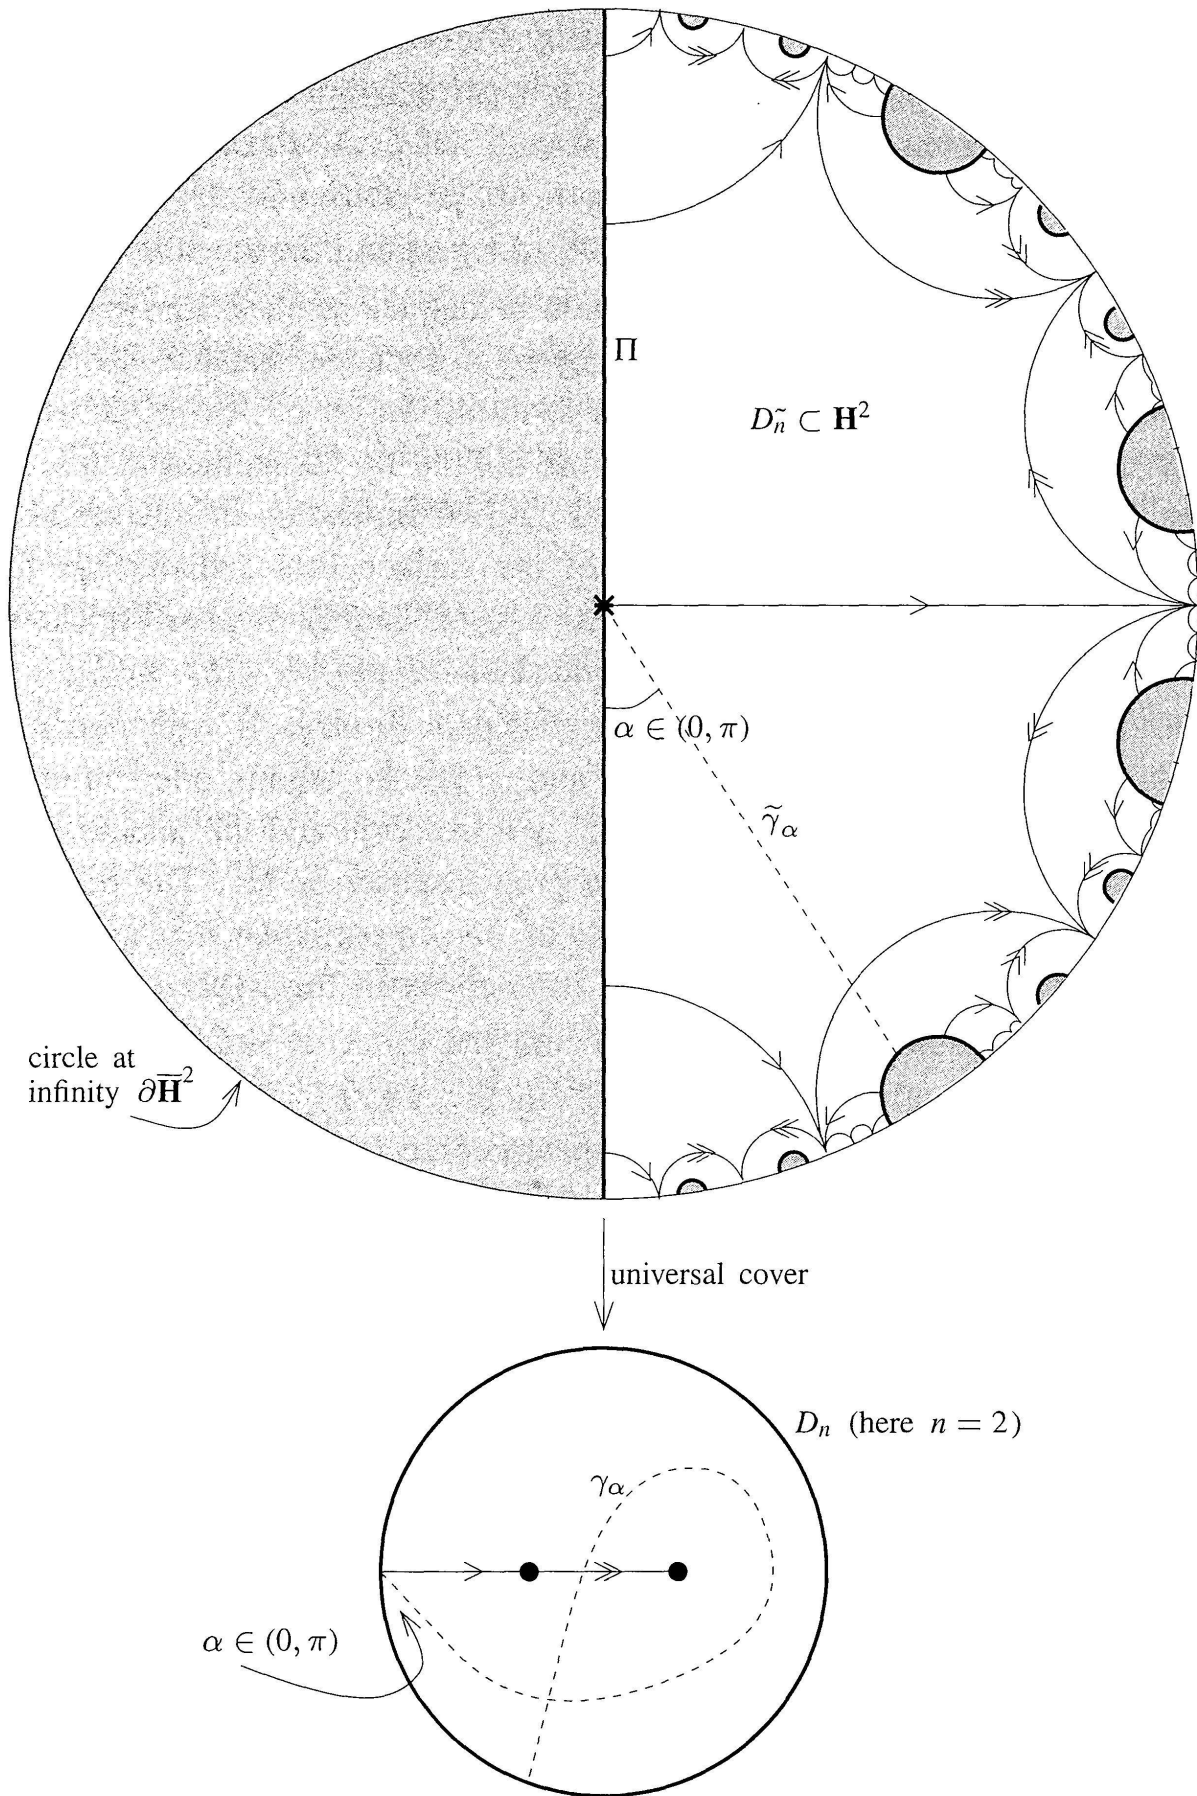 Π
D̃ₙ ⊂ 𝐇²
α ∈ (0, π)
γ̃_α
circle at
infinity ∂𝐇̅²
universal cover
Dₙ (here n = 2)
γ_α
α ∈ (0, π)